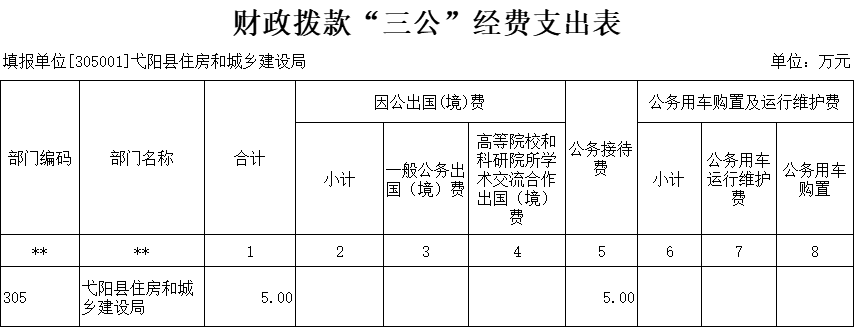 财政拨款“三公”经费支出表
填报单位[305001]弋阳县住房和城乡建设局 单位：万元
部门编码 部门名称 合计 因公出国(境)费 公务接待费 公务用车购置及运行维护费
小计 一般公务出国（境）费 高等院校和科研院所学术交流合作出国（境）费 小计 公务用车运行维护费 公务用车购置
** ** 1 2 3 4 5 6 7 8
305 弋阳县住房和城乡建设局 5.00 5.00